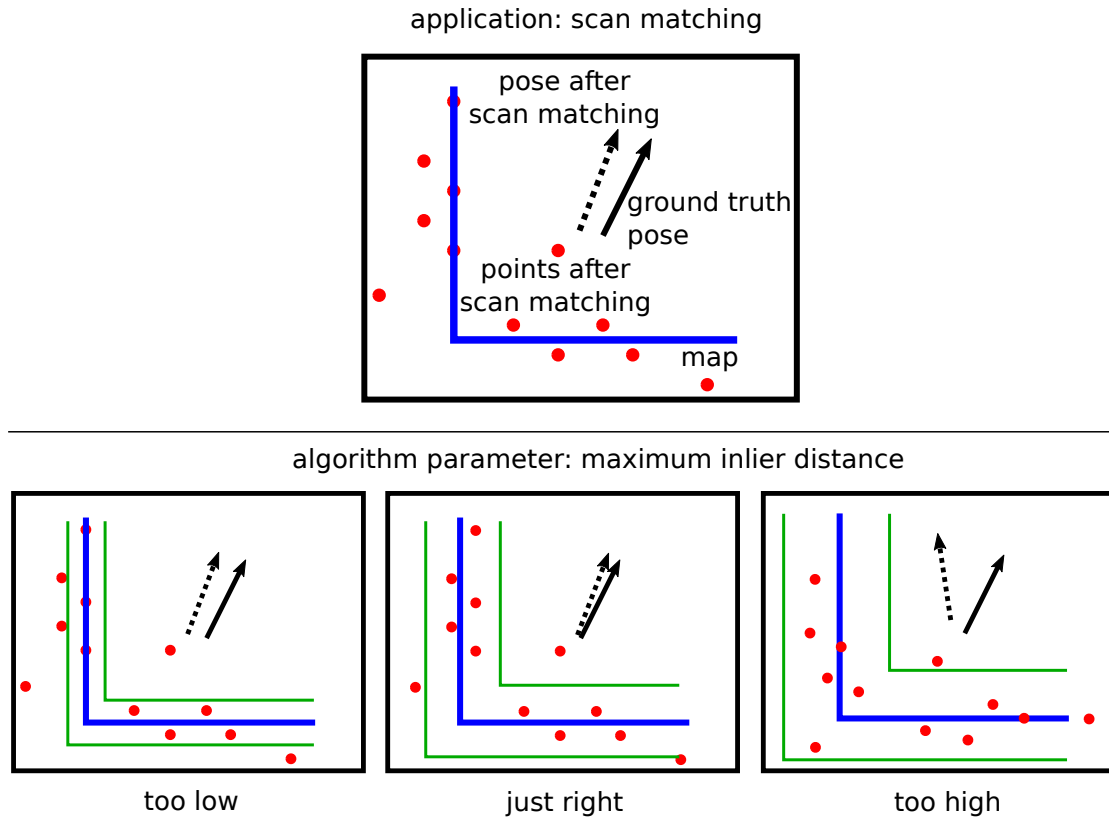 application: scan matching
pose after
scan matching
ground truth
pose
points after
scan matching
map
algorithm parameter: maximum inlier distance
too low
just right
too high